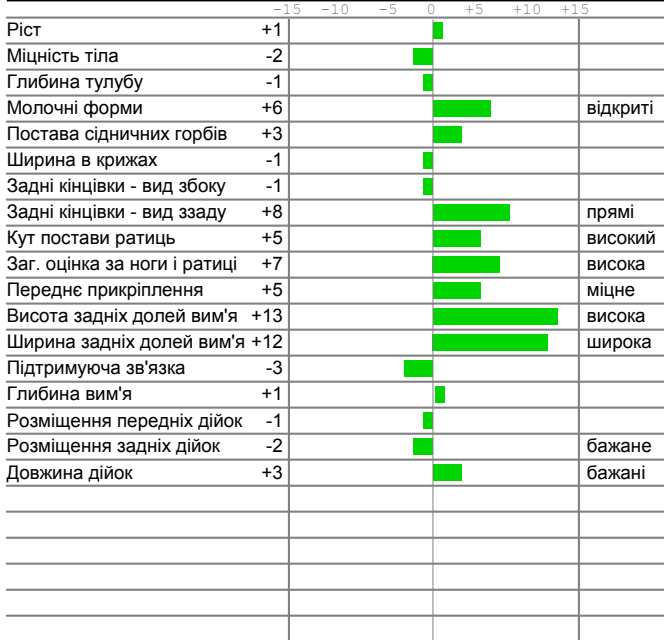 -15 -10 -5 0 +5 +10 +15
Ріст +1
Міцність тіла -2
Глибина тулубу -1
Молочні форми +6 відкриті
Постава сідничних горбів +3
Ширина в крижах -1
Задні кінцівки - вид збоку -1
Задні кінцівки - вид ззаду +8 прямі
Кут постави ратиць +5 високий
Заг. оцінка за ноги і ратиці +7 висока
Переднє прикріплення +5 міцне
Висота задніх долей вим'я +13 висока
Ширина задніх долей вим'я +12 широка
Підтримуюча зв'язка -3
Глибина вим'я +1
Розміщення передніх дійок -1
Розміщення задніх дійок -2 бажане
Довжина дійок +3 бажані